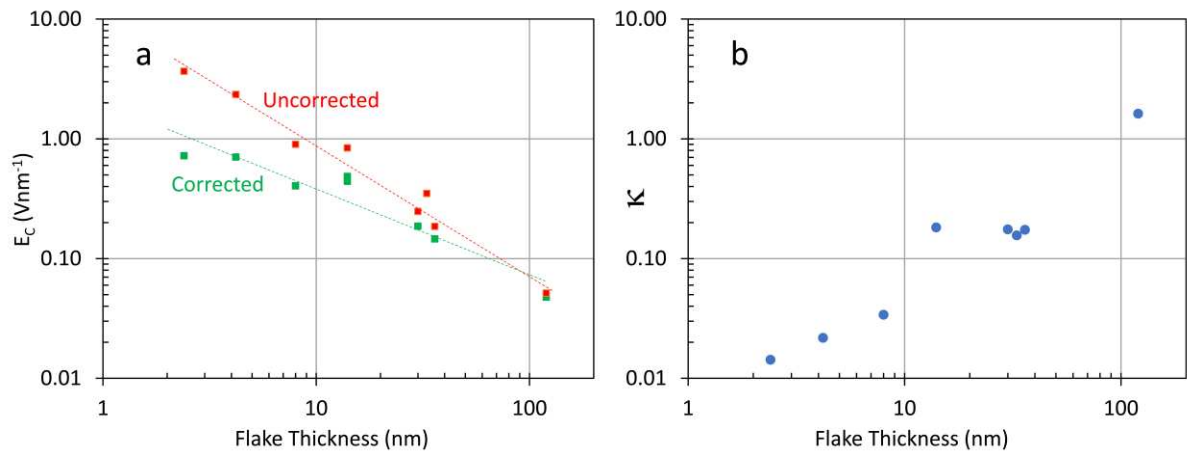 a
10.00
1.00
0.10
0.01
E_C (Vnm⁻¹)
Uncorrected
Corrected
1
10
100
Flake Thickness (nm)
b
10.00
1.00
0.10
0.01
κ
1
10
100
Flake Thickness (nm)